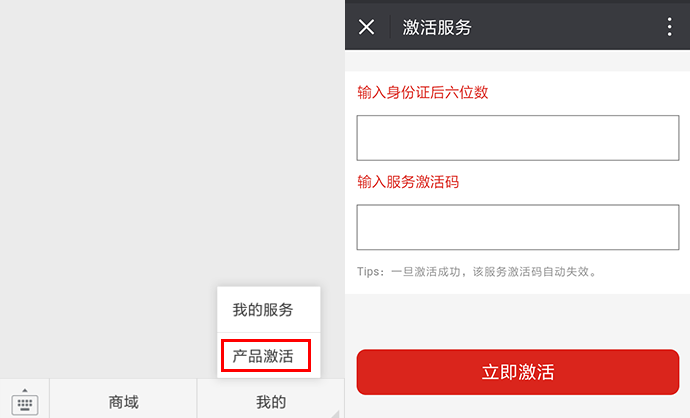 我的服务
产品激活
商域
我的
激活服务
输入身份证后六位数
输入服务激活码
Tips：一旦激活成功，该服务激活码自动失效。
立即激活